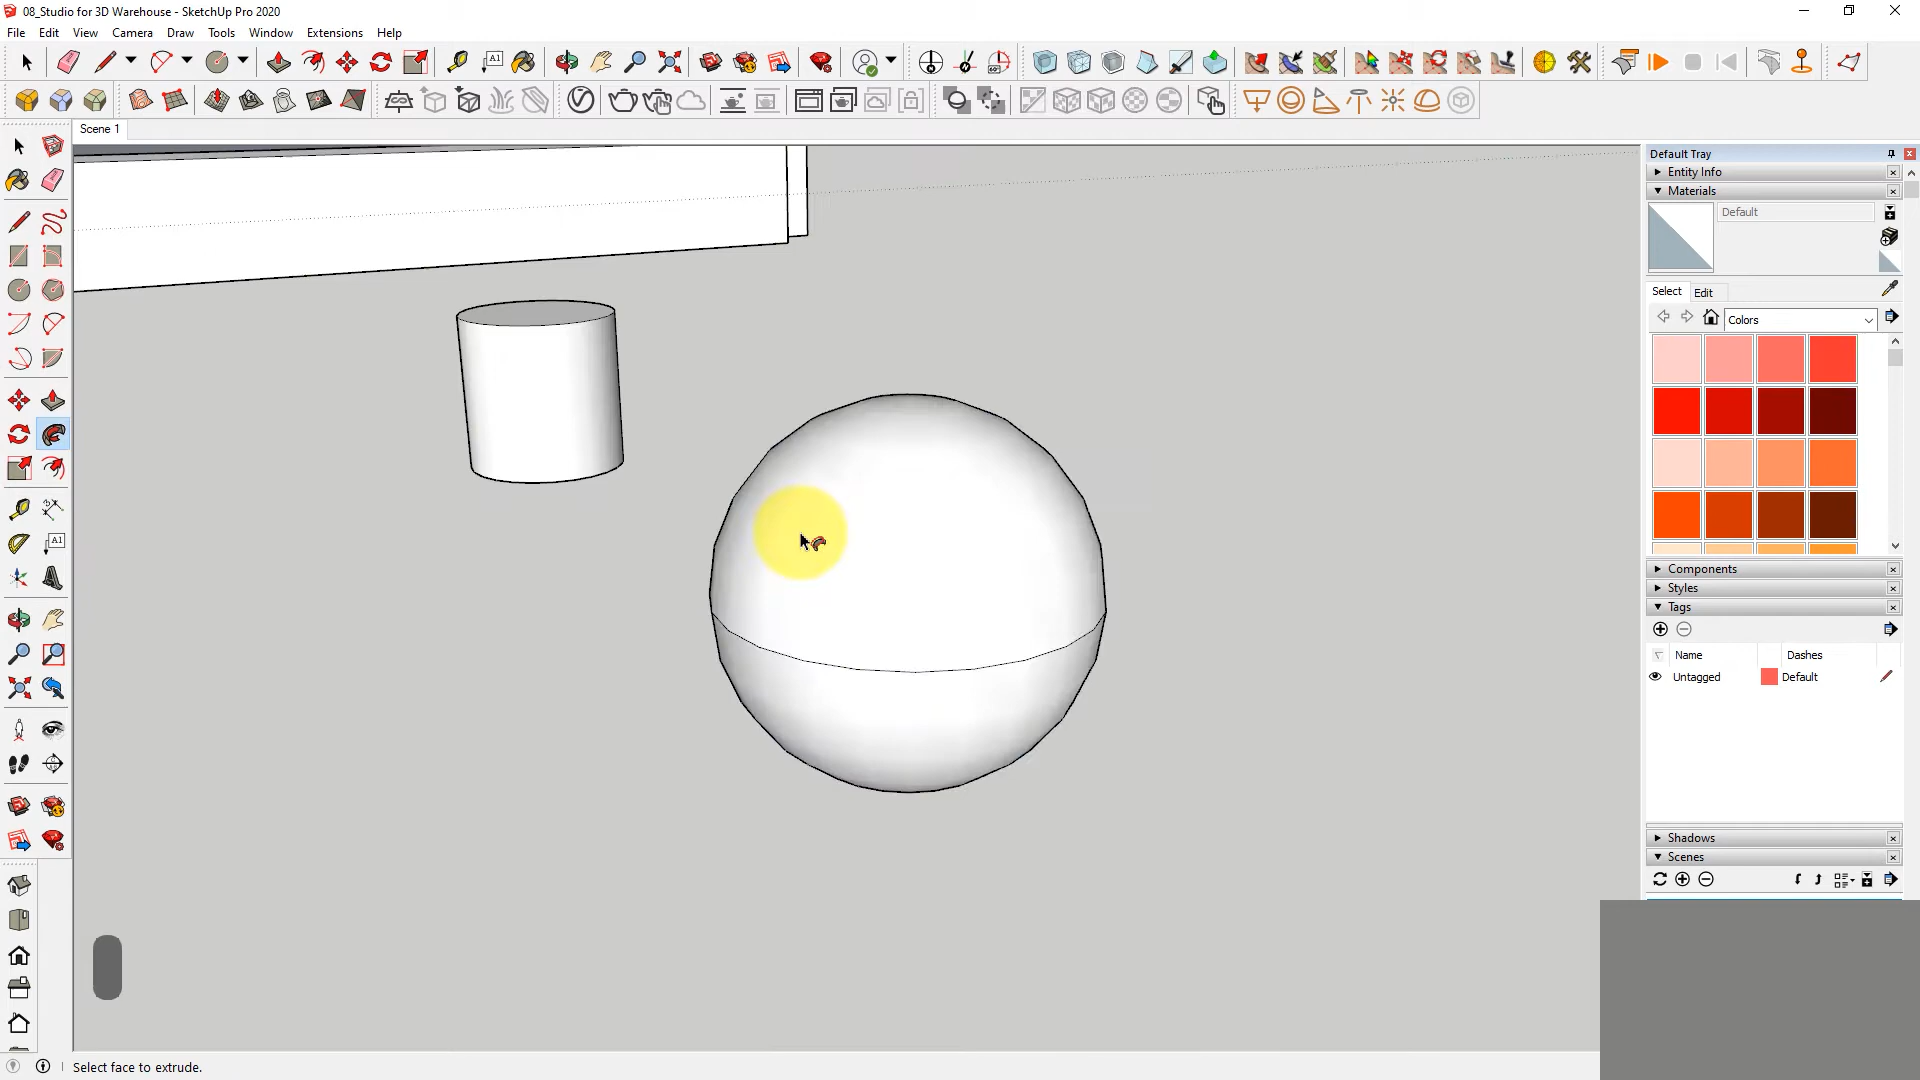 08_Studio for 3D Warehouse - SketchUp Pro 2020
File Edit View Camera Draw Tools Window Extensions Help
A1
Scene 1
Default Tray
Entity Info
Materials
Default
Select Edit
Colors
A1
Components
Styles
Tags
Name Dashes
Untagged Default
Shadows
Scenes
Select face to extrude.